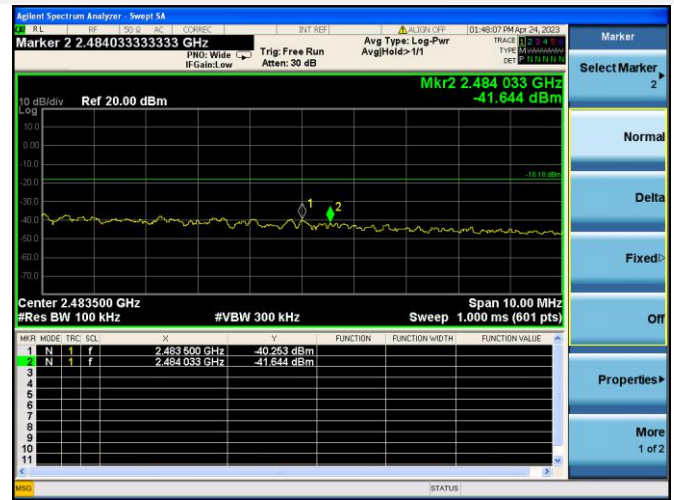 Agilent Spectrum Analyzer - Swept SA
RL RF 50 Ω AC CORREC INT REF ALIGN OFF 01:48:07 PM Apr 24, 2023
Marker 2 2.484033333333 GHz
PNO: Wide
IFGain:Low
Trig: Free Run
Atten: 30 dB
Avg Type: Log-Pwr
Avg|Hold>1/1
TRACE 1 2 3 4 5 6
TYPE M
DET P N N N N N
Mkr2 2.484 033 GHz
-41.644 dBm
10 dB/div Ref 20.00 dBm
Log
10.0
0.00
-10.0
-18.18 dBm
-20.0
-30.0
1
2
-40.0
-50.0
-60.0
-70.0
Center 2.483500 GHz Span 10.00 MHz
#Res BW 100 kHz #VBW 300 kHz Sweep 1.000 ms (601 pts)
MKR MODE TRC SCL X Y FUNCTION FUNCTION WIDTH FUNCTION VALUE
1 N 1 f 2.483 500 GHz -40.253 dBm
2 N 1 f 2.484 033 GHz -41.644 dBm
3
4
5
6
7
8
9
10
11
MSG STATUS
Marker
Select Marker
2
Normal
Delta
Fixed
Off
Properties
More
1 of 2